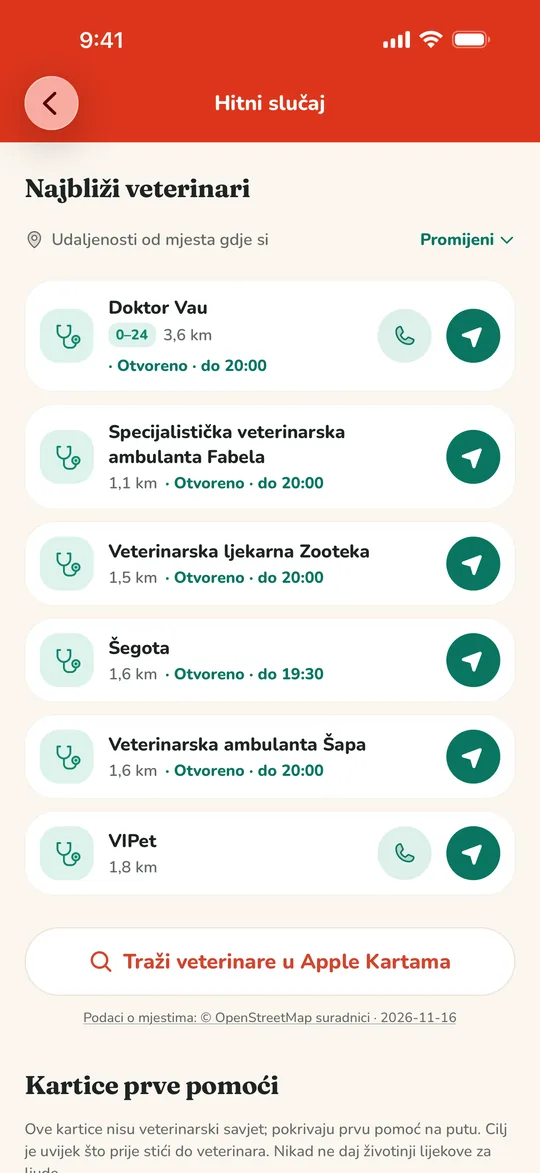 9:41
Hitni slučaj
Najbliži veterinari
Udaljenosti od mjesta gdje si
Promijeni
Doktor Vau
0–24 3,6 km
· Otvoreno · do 20:00
Specijalistička veterinarska
ambulanta Fabela
1,1 km · Otvoreno · do 20:00
Veterinarska ljekarna Zooteka
1,5 km · Otvoreno · do 20:00
Šegota
1,6 km · Otvoreno · do 19:30
Veterinarska ambulanta Šapa
1,6 km · Otvoreno · do 20:00
VIPet
1,8 km
Traži veterinare u Apple Kartama
Podaci o mjestima: © OpenStreetMap suradnici · 2026-11-16
Kartice prve pomoći
Ove kartice nisu veterinarski savjet; pokrivaju prvu pomoć na putu. Cilj
je uvijek što prije stići do veterinara. Nikad ne daj životinji lijekove za